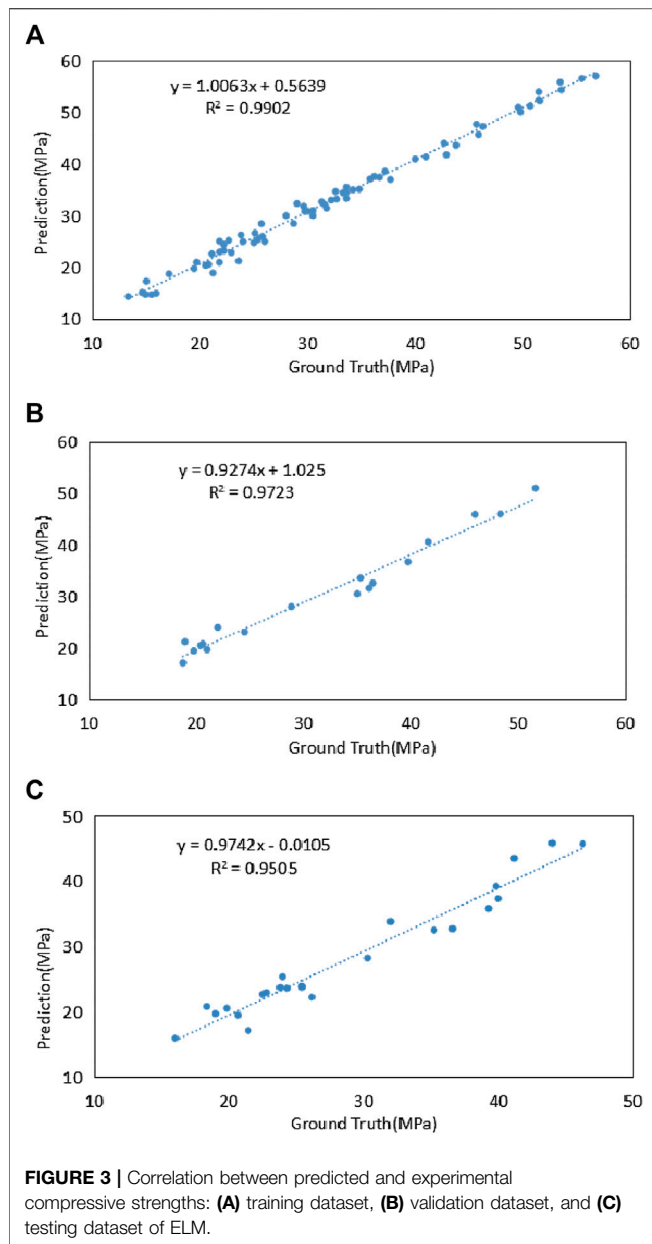 A
60
50
40
30
20
10
Prediction(MPa)
y = 1.0063x + 0.5639
R² = 0.9902
10 20 30 40 50 60
Ground Truth(MPa)
B
60
50
40
30
20
10
Prediction(MPa)
y = 0.9274x + 1.025
R² = 0.9723
10 20 30 40 50 60
Ground Truth(MPa)
C
50
40
30
20
10
Prediction(MPa)
y = 0.9742x - 0.0105
R² = 0.9505
10 20 30 40 50
Ground Truth(MPa)
FIGURE 3 | Correlation between predicted and experimental
compressive strengths: (A) training dataset, (B) validation dataset, and (C)
testing dataset of ELM.